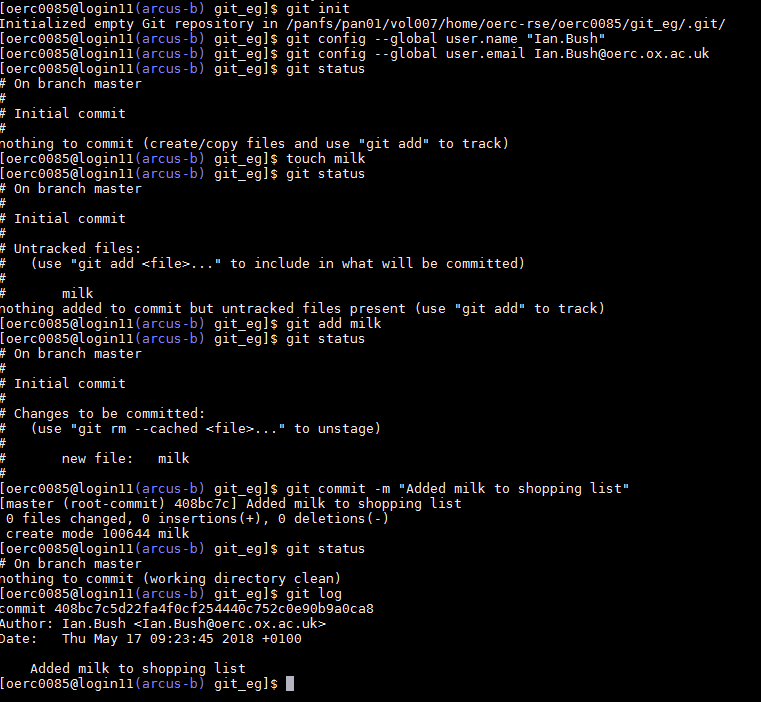 [oerc0085@login11(arcus-b) git_eg]$ git init
Initialized empty Git repository in /panfs/pan01/vol007/home/oerc-rse/oerc0085/git_eg/.git/
[oerc0085@login11(arcus-b) git_eg]$ git config --global user.name "Ian.Bush"
[oerc0085@login11(arcus-b) git_eg]$ git config --global user.email Ian.Bush@oerc.ox.ac.uk
[oerc0085@login11(arcus-b) git_eg]$ git status
# On branch master
#
# Initial commit
#
nothing to commit (create/copy files and use "git add" to track)
[oerc0085@login11(arcus-b) git_eg]$ touch milk
[oerc0085@login11(arcus-b) git_eg]$ git status
# On branch master
#
# Initial commit
#
# Untracked files:
#   (use "git add <file>..." to include in what will be committed)
#
#       milk
nothing added to commit but untracked files present (use "git add" to track)
[oerc0085@login11(arcus-b) git_eg]$ git add milk
[oerc0085@login11(arcus-b) git_eg]$ git status
# On branch master
#
# Initial commit
#
# Changes to be committed:
#   (use "git rm --cached <file>..." to unstage)
#
#       new file:   milk
#
[oerc0085@login11(arcus-b) git_eg]$ git commit -m "Added milk to shopping list"
[master (root-commit) 408bc7c] Added milk to shopping list
 0 files changed, 0 insertions(+), 0 deletions(-)
 create mode 100644 milk
[oerc0085@login11(arcus-b) git_eg]$ git status
# On branch master
nothing to commit (working directory clean)
[oerc0085@login11(arcus-b) git_eg]$ git log
commit 408bc7c5d22fa4f0cf254440c752c0e90b9a0ca8
Author: Ian.Bush <Ian.Bush@oerc.ox.ac.uk>
Date:   Thu May 17 09:23:45 2018 +0100

    Added milk to shopping list
[oerc0085@login11(arcus-b) git_eg]$